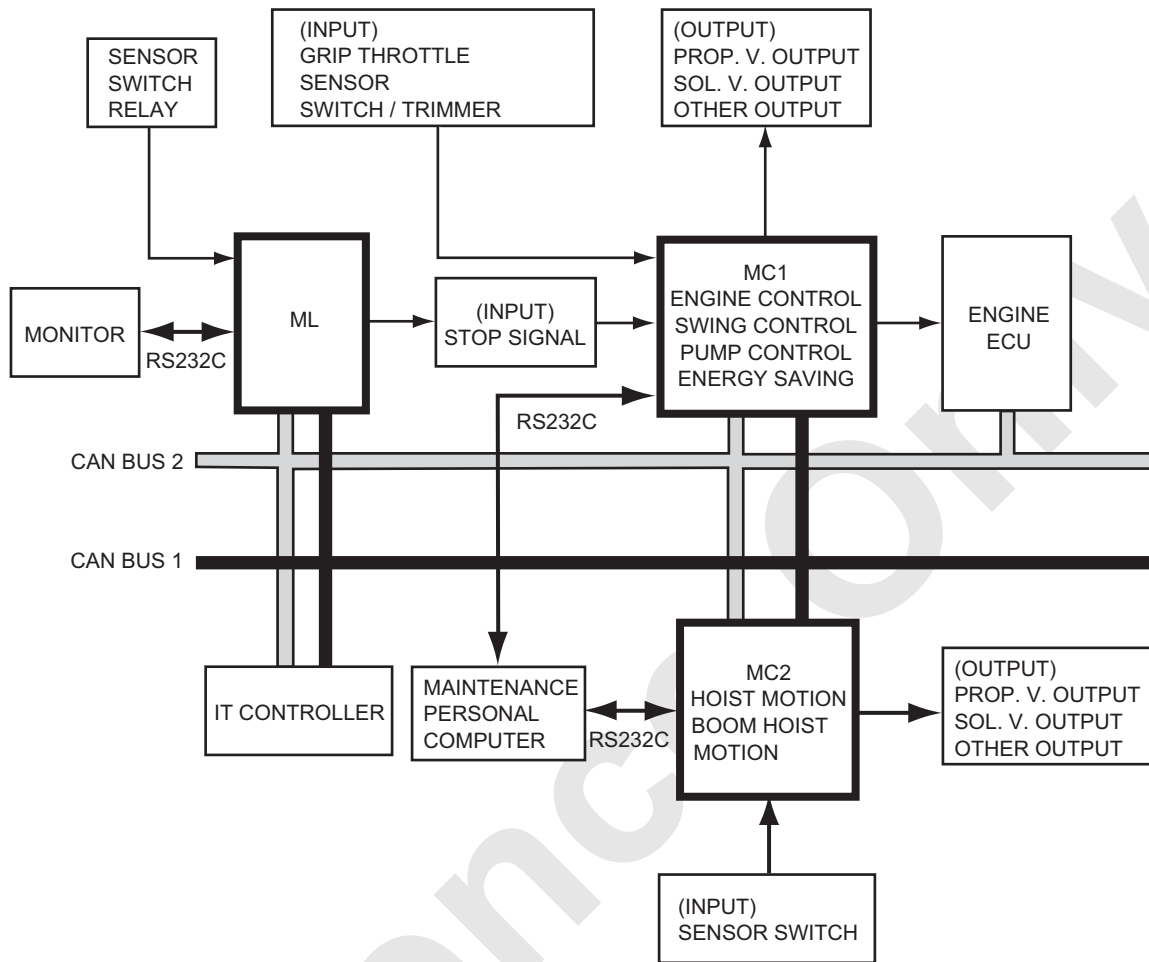 SENSOR
SWITCH
RELAY
(INPUT)
GRIP THROTTLE
SENSOR
SWITCH / TRIMMER
(OUTPUT)
PROP. V. OUTPUT
SOL. V. OUTPUT
OTHER OUTPUT
MONITOR
RS232C
ML
(INPUT)
STOP SIGNAL
MC1
ENGINE CONTROL
SWING CONTROL
PUMP CONTROL
ENERGY SAVING
ENGINE
ECU
RS232C
CAN BUS 2
CAN BUS 1
IT CONTROLLER
MAINTENANCE
PERSONAL
COMPUTER
RS232C
MC2
HOIST MOTION
BOOM HOIST
MOTION
(OUTPUT)
PROP. V. OUTPUT
SOL. V. OUTPUT
OTHER OUTPUT
(INPUT)
SENSOR SWITCH
Only